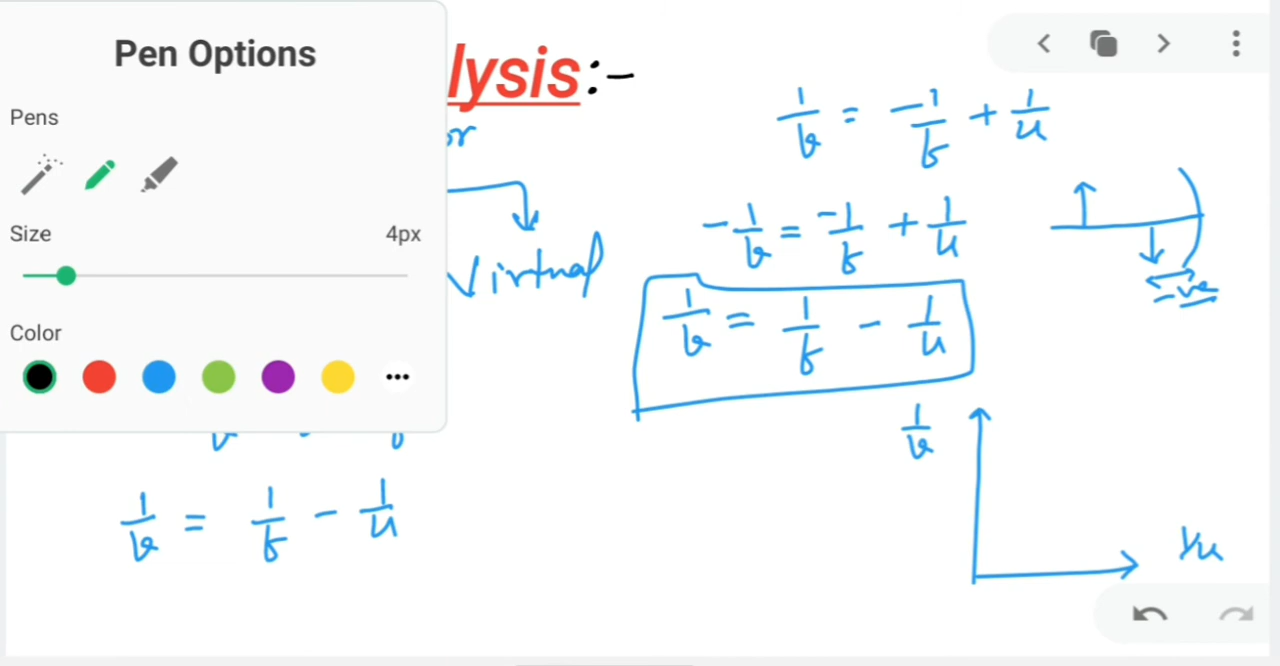 Pen Options
Pens
Size 4px
Color
lysis:-
or
Virtual
1/v = -1/f + 1/u
-1/v = -1/f + 1/u
-ve
1/v = 1/f - 1/u
1/v
1/u
1/v = 1/f - 1/u